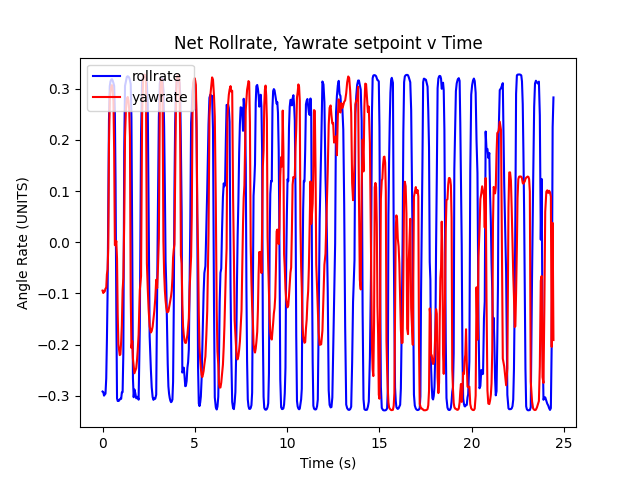 Net Rollrate, Yawrate setpoint v Time
rollrate
yawrate
Angle Rate (UNITS)
0.3
0.2
0.1
0.0
−0.1
−0.2
−0.3
0 5 10 15 20 25
Time (s)